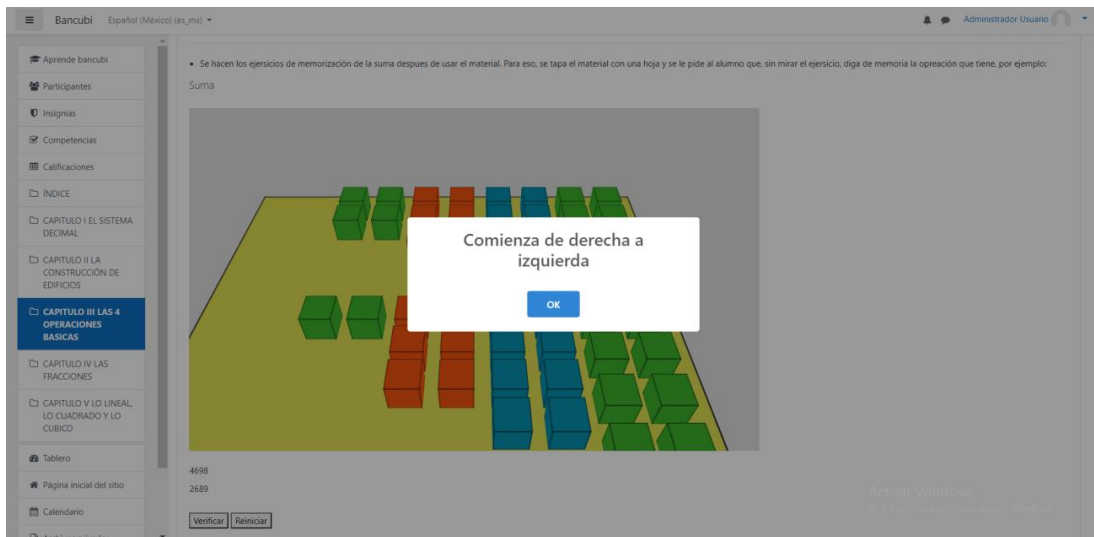 Bancubi Español (México) (es_mx)
Administrador Usuario
Aprende bancubi
Participantes
Insignias
Competencias
Calificaciones
ÍNDICE
CAPITULO I EL SISTEMA
DECIMAL
CAPITULO II LA
CONSTRUCCIÓN DE
EDIFICIOS
CAPITULO III LAS 4
OPERACIONES
BASICAS
CAPITULO IV LAS
FRACCIONES
CAPITULO V LO LINEAL,
LO CUADRADO Y LO
CUBICO
Tablero
Página inicial del sitio
Calendario
• Se hacen los ejersicios de memorización de la suma despues de usar el material. Para eso, se tapa el material con una hoja y se le pide al alumno que, sin mirar el ejersicio, diga de memoria la opreación que tiene, por ejemplo:
Suma
Comienza de derecha a
izquierda
OK
4698
2689
Verificar Reiniciar
Activar Windows